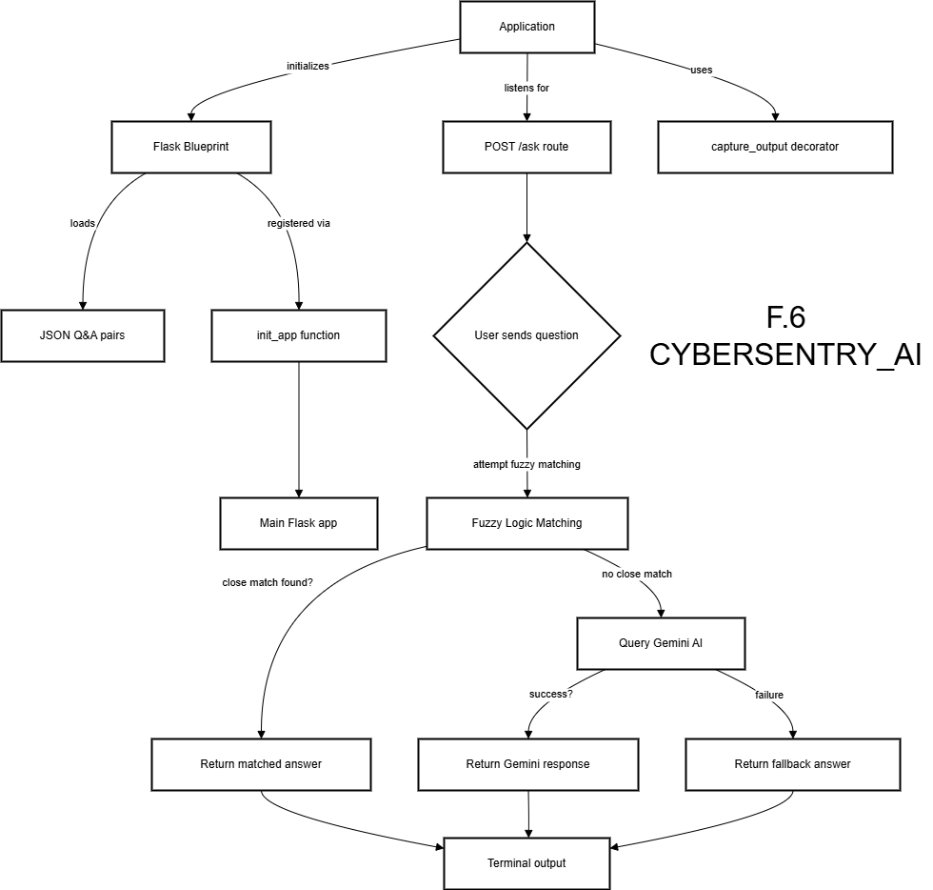 Application
initializes
listens for
uses
Flask Blueprint
POST /ask route
capture_output decorator
loads
registered via
JSON Q&A pairs
init_app function
User sends question
F.6
CYBERSENTRY_AI
attempt fuzzy matching
Main Flask app
Fuzzy Logic Matching
close match found?
no close match
Query Gemini AI
success?
failure
Return matched answer
Return Gemini response
Return fallback answer
Terminal output